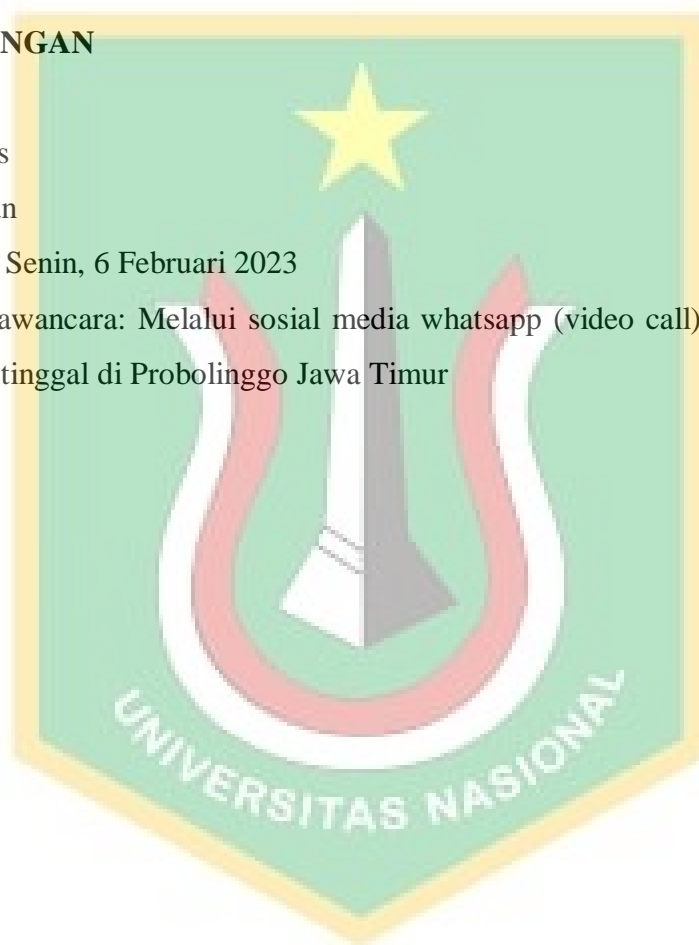 NGAN
s
n
Senin, 6 Februari 2023
awancara: Melalui sosial media whatsapp (video call)
tinggal di Probolinggo Jawa Timur
UNIVERSITAS NASIONAL